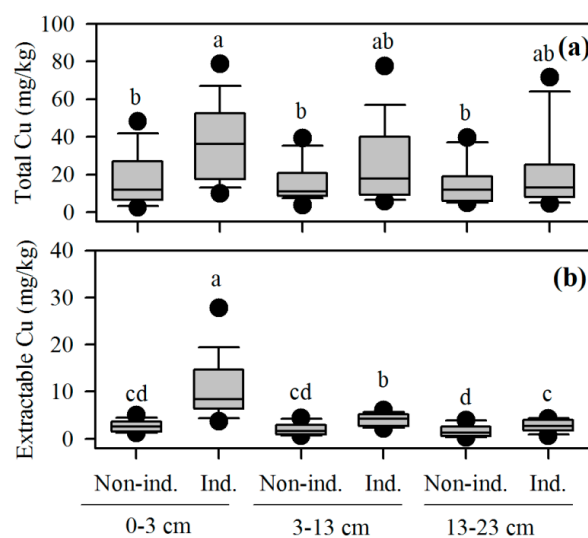 100
80
60
40
20
0
Total Cu (mg/kg)
b
a
b
ab
b
ab
(a)
40
30
20
10
0
Extractable Cu (mg/kg)
cd
a
cd
b
d
c
(b)
Non-ind. Ind. Non-ind. Ind. Non-ind. Ind.
0-3 cm 3-13 cm 13-23 cm